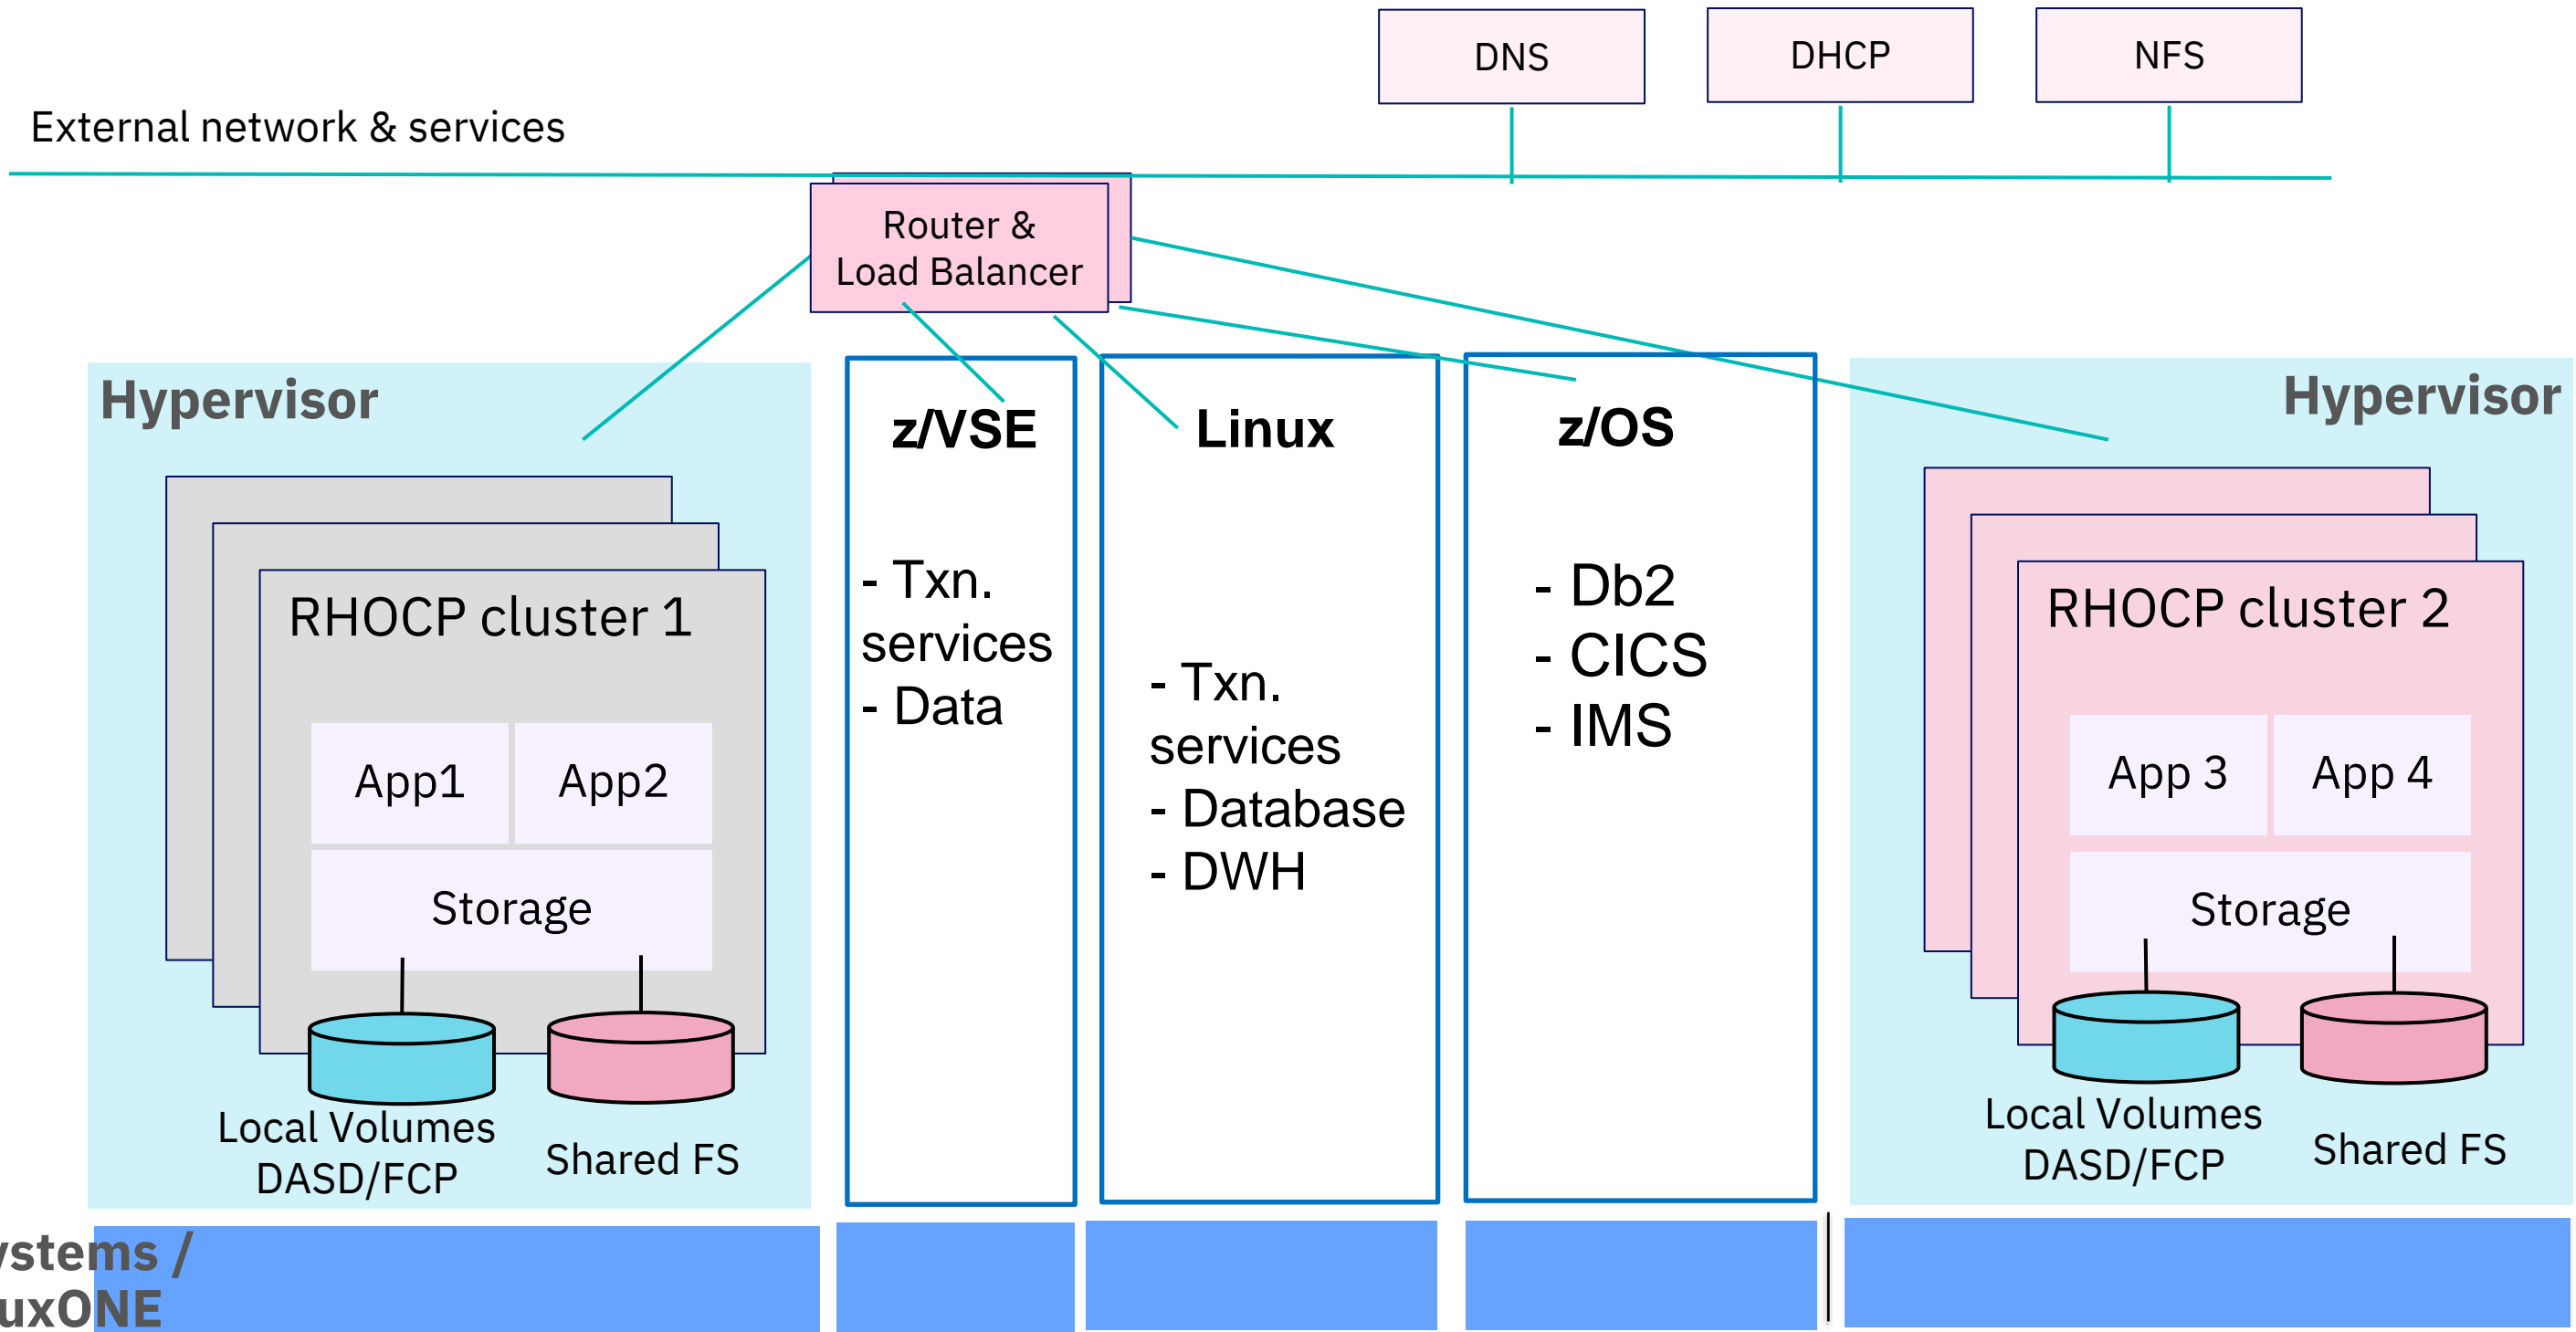 DNS
DHCP
NFS
External network & services
Router &
Load Balancer
Hypervisor
RHOCP cluster 1
App1
App2
Storage
Local Volumes
DASD/FCP
Shared FS
z/VSE
- Txn.
services
- Data
Linux
- Txn.
services
- Database
- DWH
z/OS
- Db2
- CICS
- IMS
Hypervisor
RHOCP cluster 2
App 3
App 4
Storage
Local Volumes
DASD/FCP
Shared FS
ystems /
uxONE